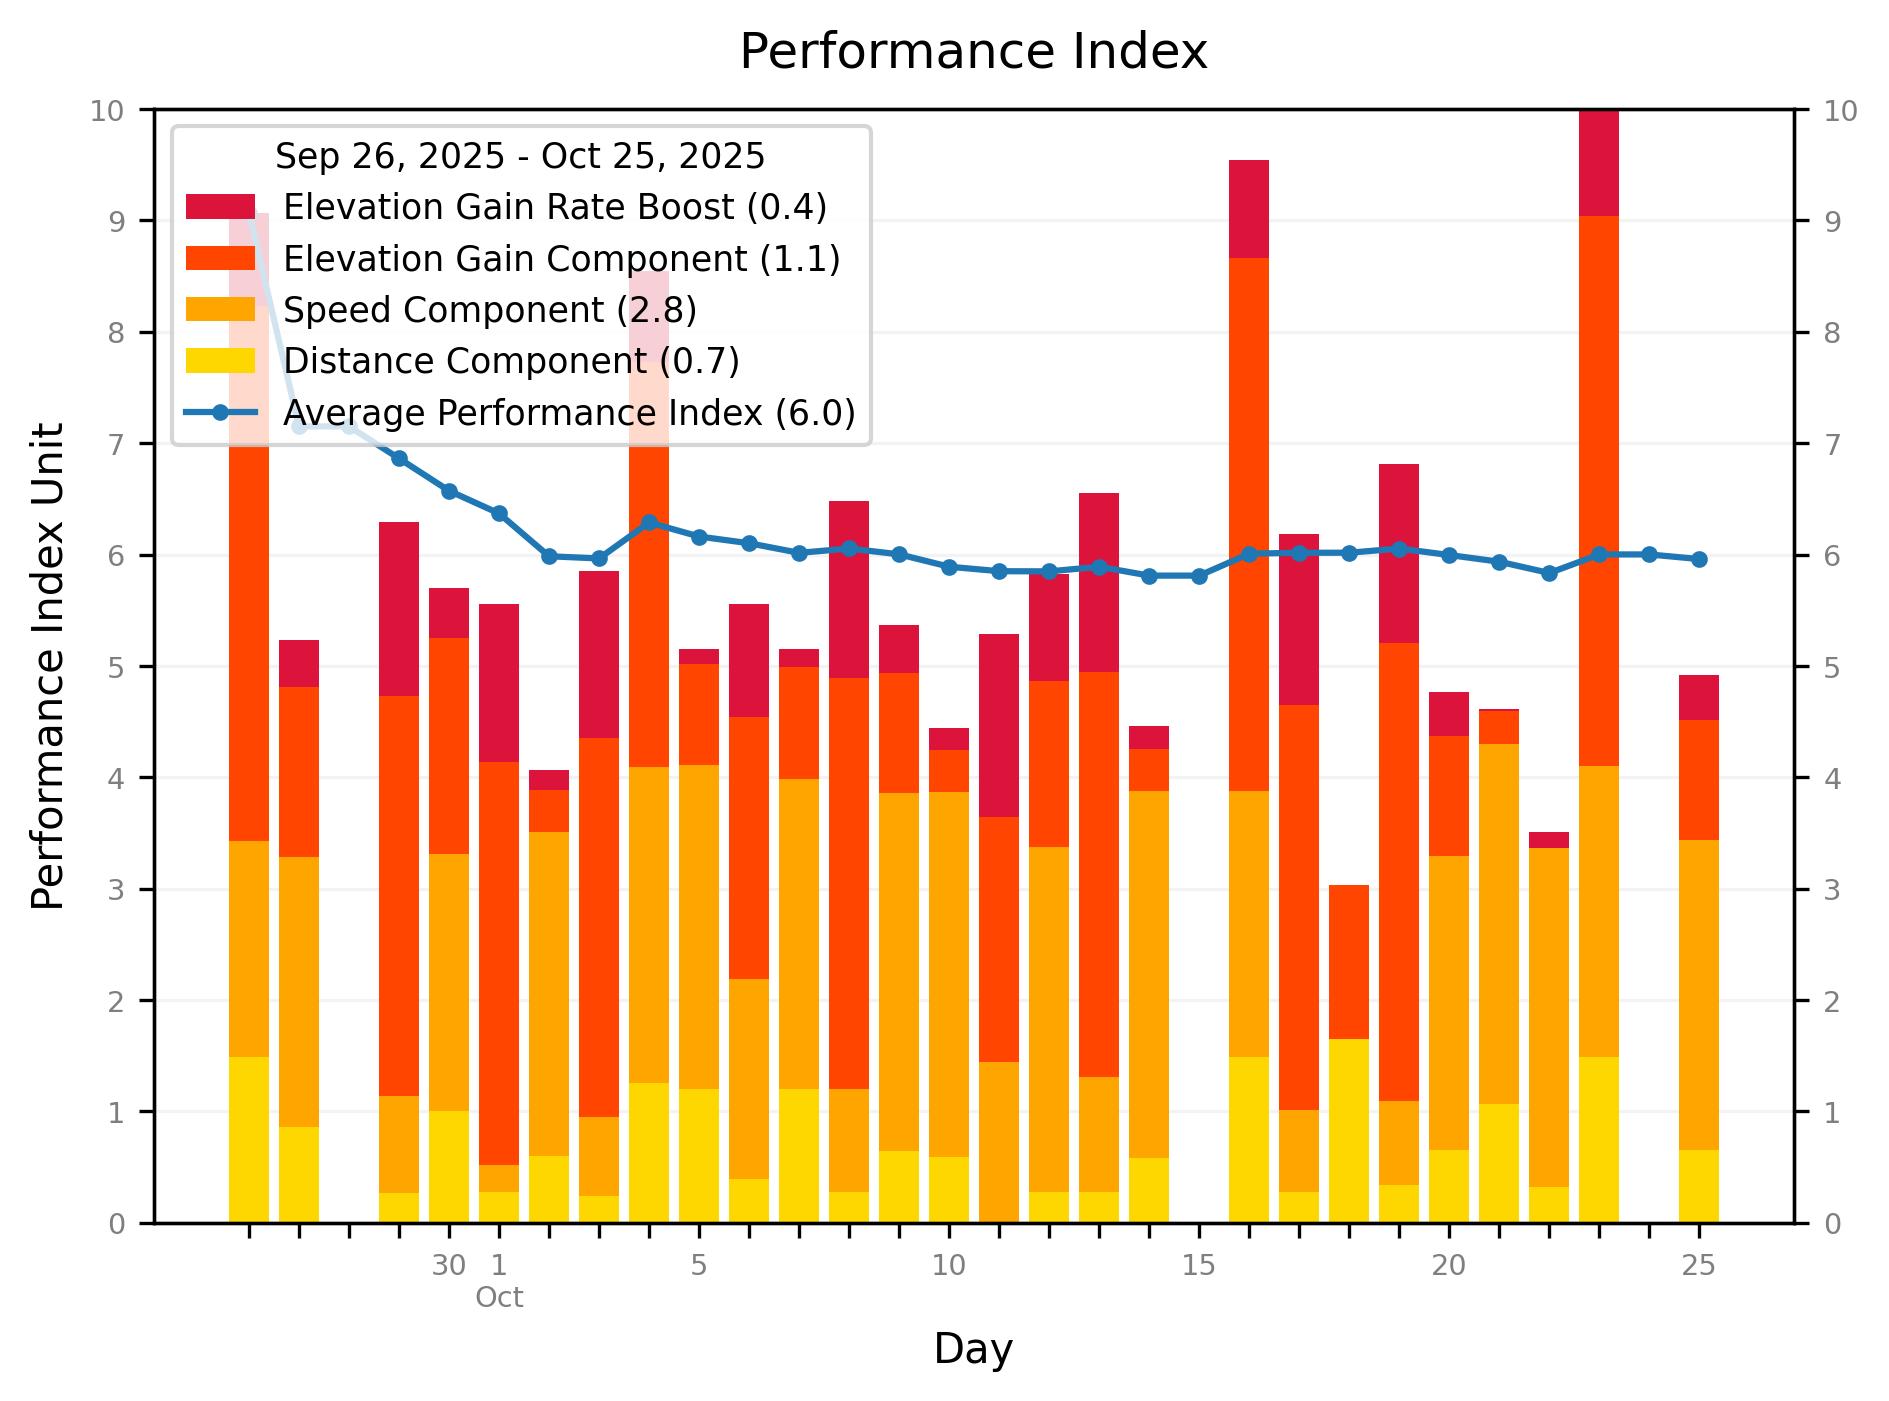 Performance Index
Sep 26, 2025 - Oct 25, 2025
Elevation Gain Rate Boost (0.4)
Elevation Gain Component (1.1)
Speed Component (2.8)
Distance Component (0.7)
Average Performance Index (6.0)
Performance Index Unit
10
9
8
7
6
5
4
3
2
1
0
10
9
8
7
6
5
4
3
2
1
0
30 1 5 10 15 20 25
Oct
Day